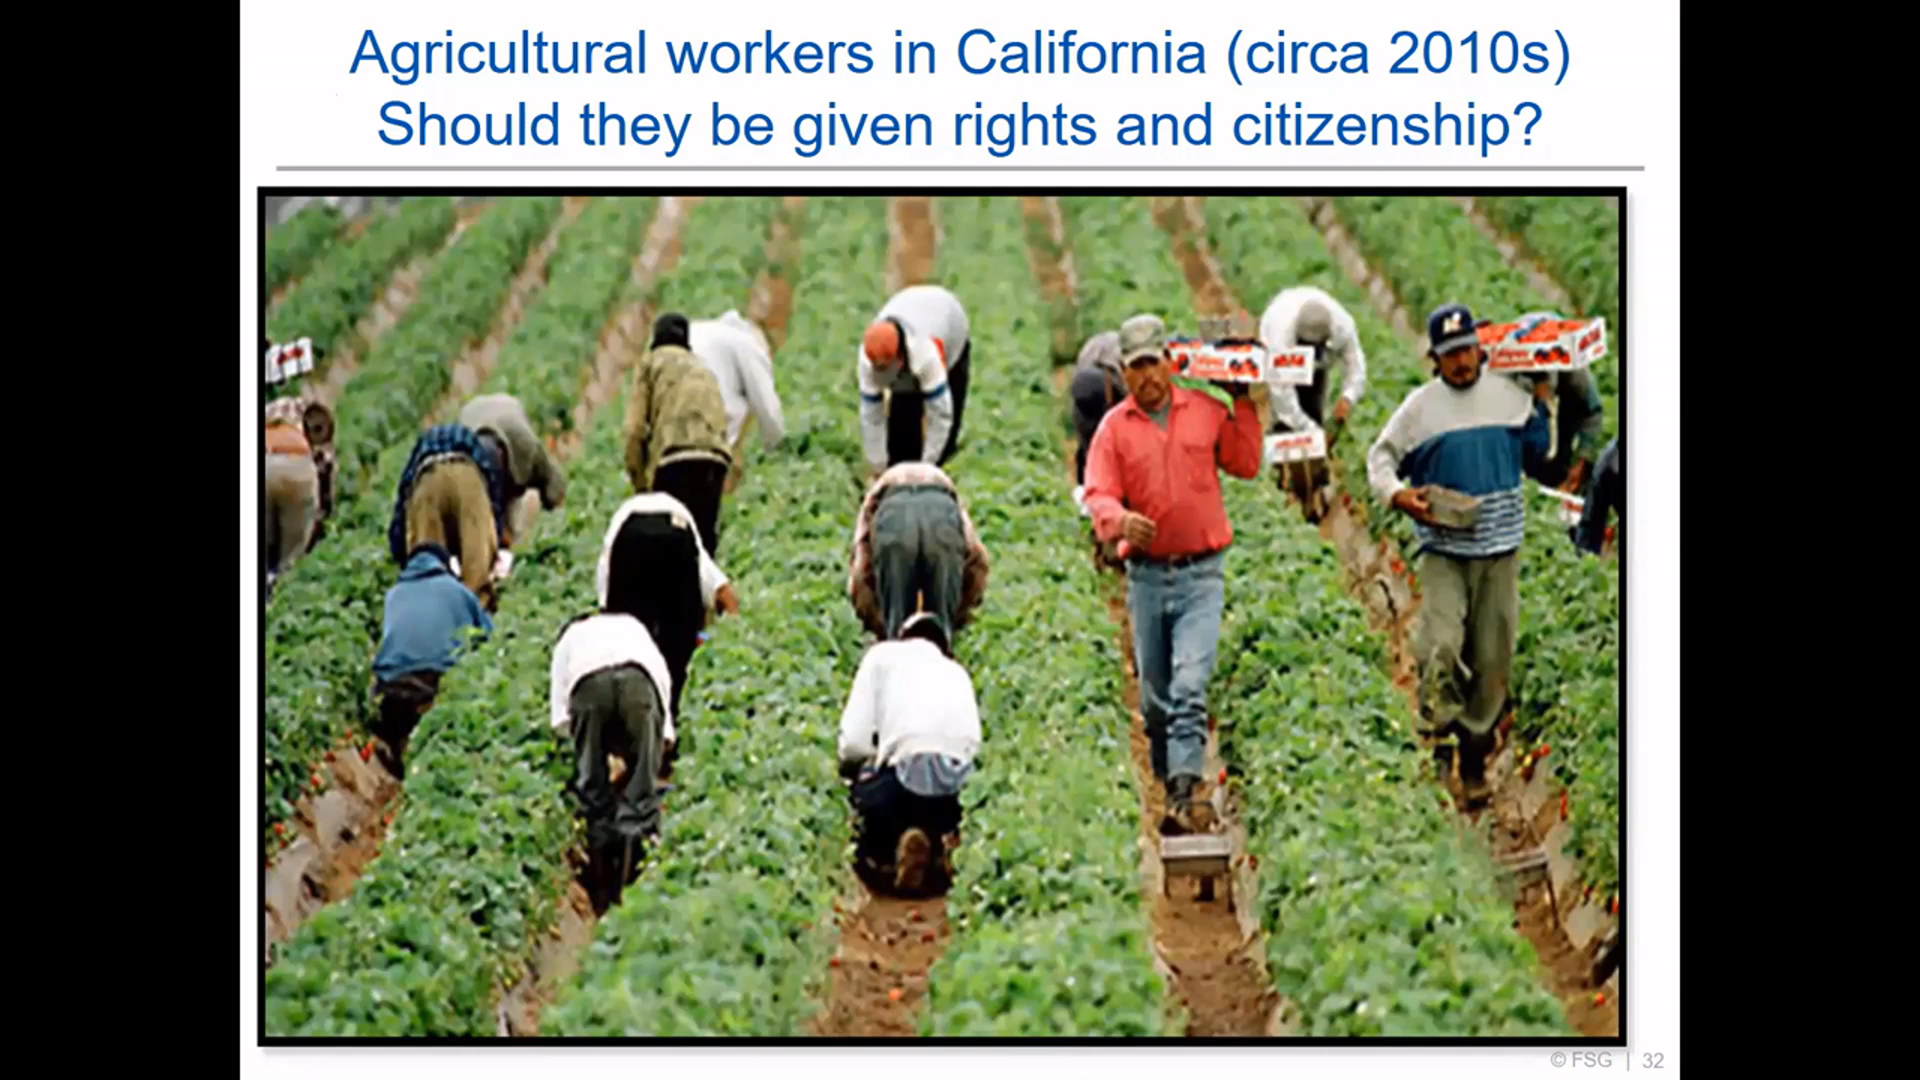 Agricultural workers in California (circa 2010s)
Should they be given rights and citizenship?
© FSG | 32